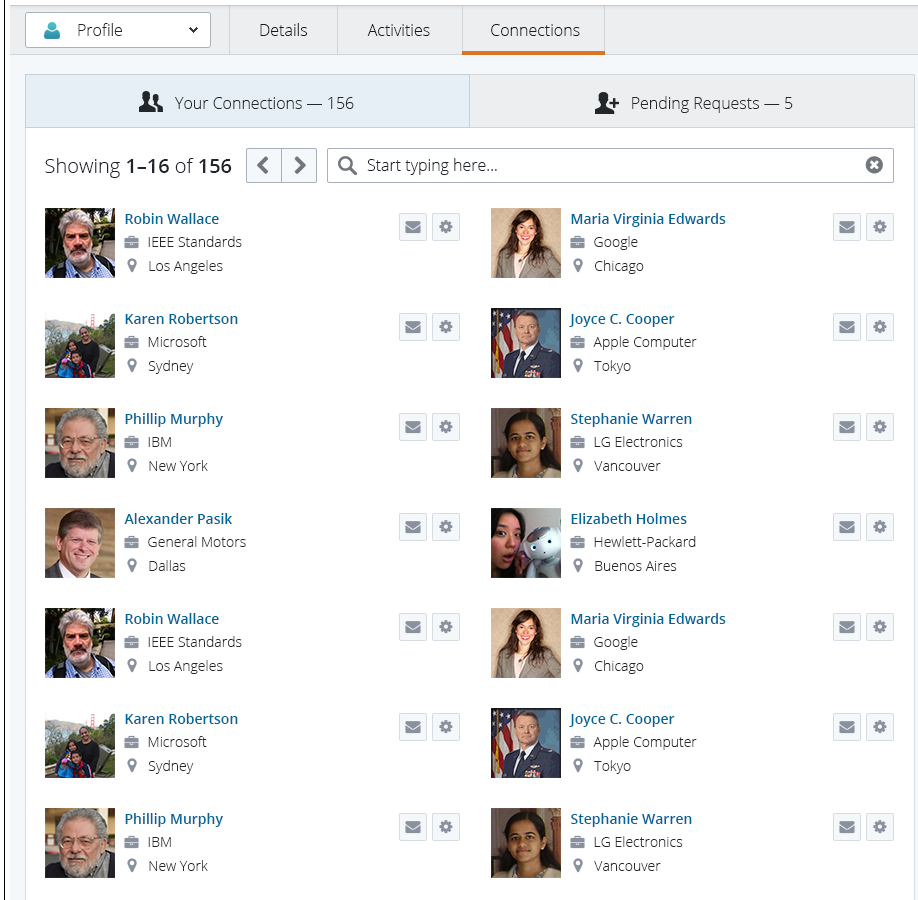 Profile
Details
Activities
Connections
Your Connections — 156
Pending Requests — 5
Showing 1–16 of 156
Start typing here...
Robin Wallace
IEEE Standards
Los Angeles
Maria Virginia Edwards
Google
Chicago
Karen Robertson
Microsoft
Sydney
Joyce C. Cooper
Apple Computer
Tokyo
Phillip Murphy
IBM
New York
Stephanie Warren
LG Electronics
Vancouver
Alexander Pasik
General Motors
Dallas
Elizabeth Holmes
Hewlett-Packard
Buenos Aires
Robin Wallace
IEEE Standards
Los Angeles
Maria Virginia Edwards
Google
Chicago
Karen Robertson
Microsoft
Sydney
Joyce C. Cooper
Apple Computer
Tokyo
Phillip Murphy
IBM
New York
Stephanie Warren
LG Electronics
Vancouver